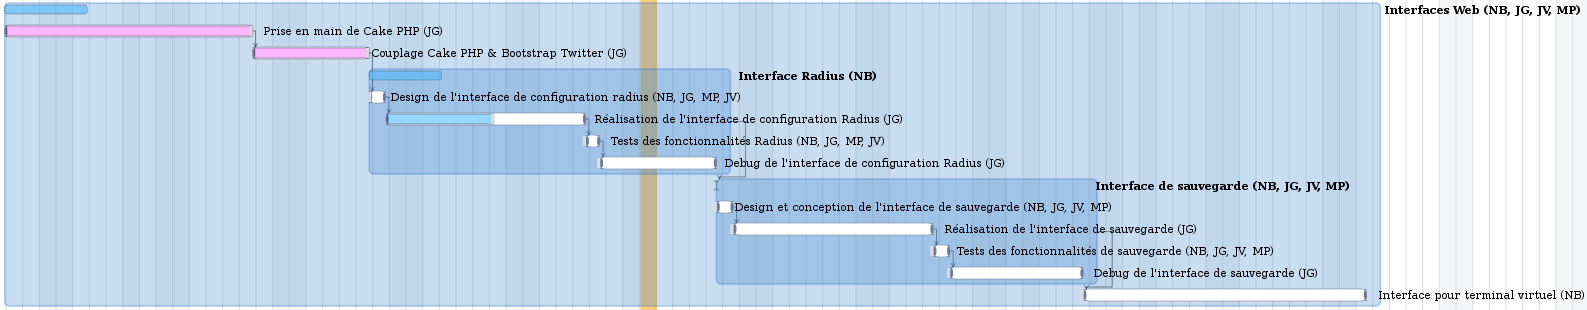 Interfaces Web (NB, JG, JV, MP)
Prise en main de Cake PHP (JG)
Couplage Cake PHP & Bootstrap Twitter (JG)
Interface Radius (NB)
Design de l'interface de configuration radius (NB, JG, MP, JV)
Réalisation de l'interface de configuration Radius (JG)
Tests des fonctionnalités Radius (NB, JG, MP, JV)
Debug de l'interface de configuration Radius (JG)
Interface de sauvegarde (NB, JG, JV, MP)
Design et conception de l'interface de sauvegarde (NB, JG, JV, MP)
Réalisation de l'interface de sauvegarde (JG)
Tests des fonctionnalités de sauvegarde (NB, JG, JV, MP)
Debug de l'interface de sauvegarde (JG)
Interface pour terminal virtuel (NB)